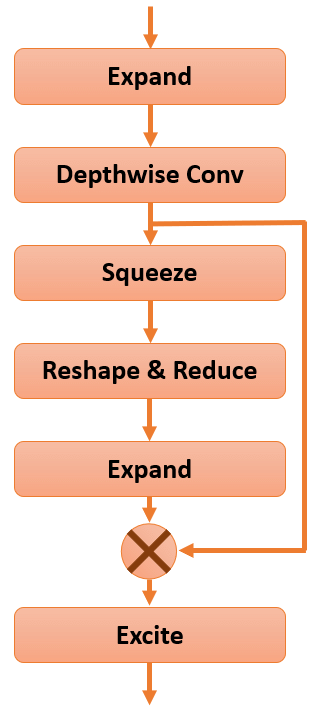 Expand
Depthwise Conv
Squeeze
Reshape & Reduce
Expand
Excite